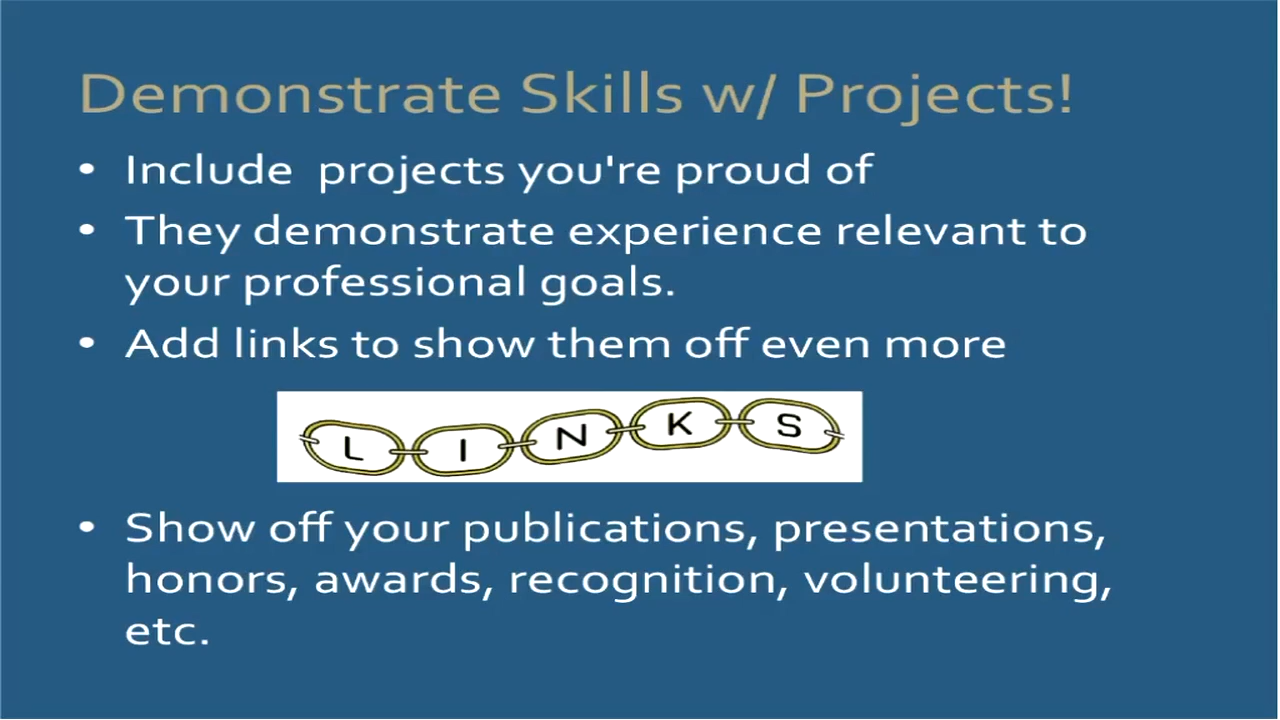 Demonstrate Skills w/ Projects!
• Include projects you're proud of
• They demonstrate experience relevant to
your professional goals.
• Add links to show them off even more
LINKS
• Show off your publications, presentations,
honors, awards, recognition, volunteering,
etc.